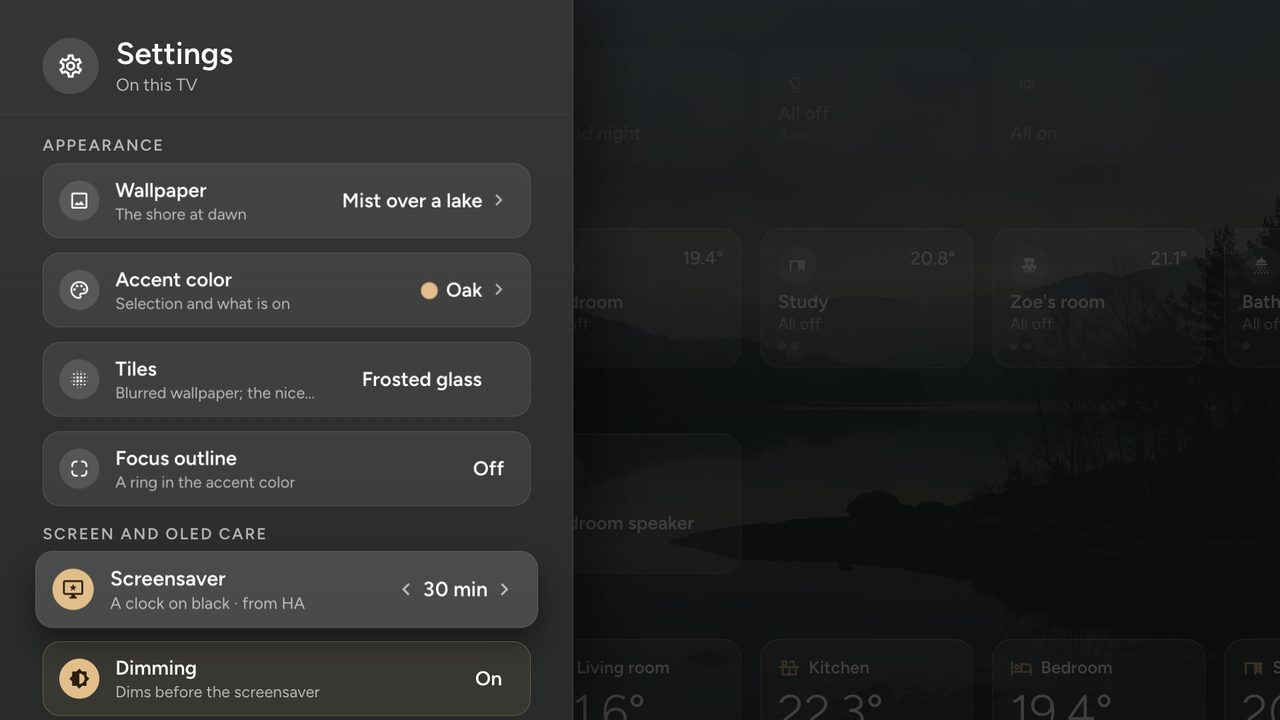 Settings
On this TV
APPEARANCE
Wallpaper
The shore at dawn
Mist over a lake
Accent color
Selection and what is on
Oak
Tiles
Blurred wallpaper; the nice...
Frosted glass
Focus outline
A ring in the accent color
Off
SCREEN AND OLED CARE
Screensaver
A clock on black · from HA
30 min
Dimming
Dims before the screensaver
On
night
All off
3 on
All on
19.4°
20.8°
Study
All off
21.1°
Zoe's room
All off
speaker
Living room
Kitchen
22.3°
Bedroom
19.4°